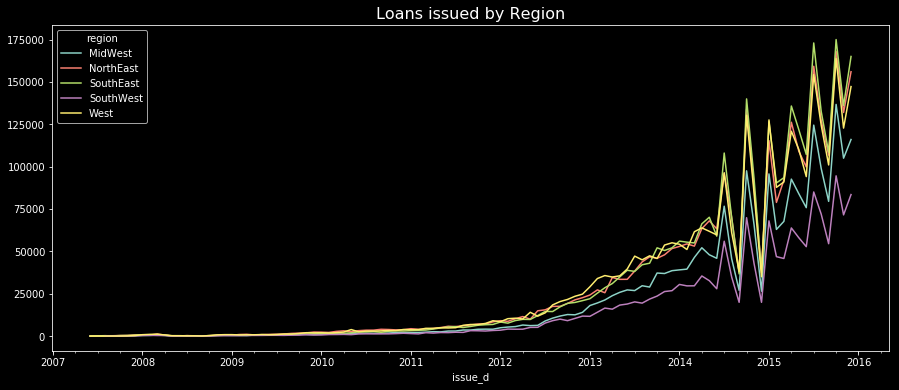 Loans issued by Region
region
MidWest
NorthEast
SouthEast
SouthWest
West
175000
150000
125000
100000
75000
50000
25000
0
2007 2008 2009 2010 2011 2012 2013 2014 2015 2016
issue_d